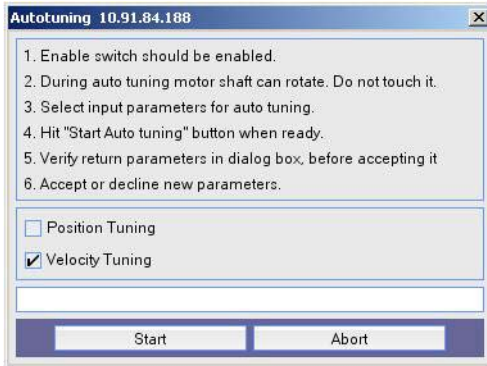 Autotuning 10.91.84.188
1. Enable switch should be enabled.
2. During auto tuning motor shaft can rotate. Do not touch it.
3. Select input parameters for auto tuning.
4. Hit "Start Auto tuning" button when ready.
5. Verify return parameters in dialog box, before accepting it
6. Accept or decline new parameters.
Position Tuning
Velocity Tuning
Start Abort